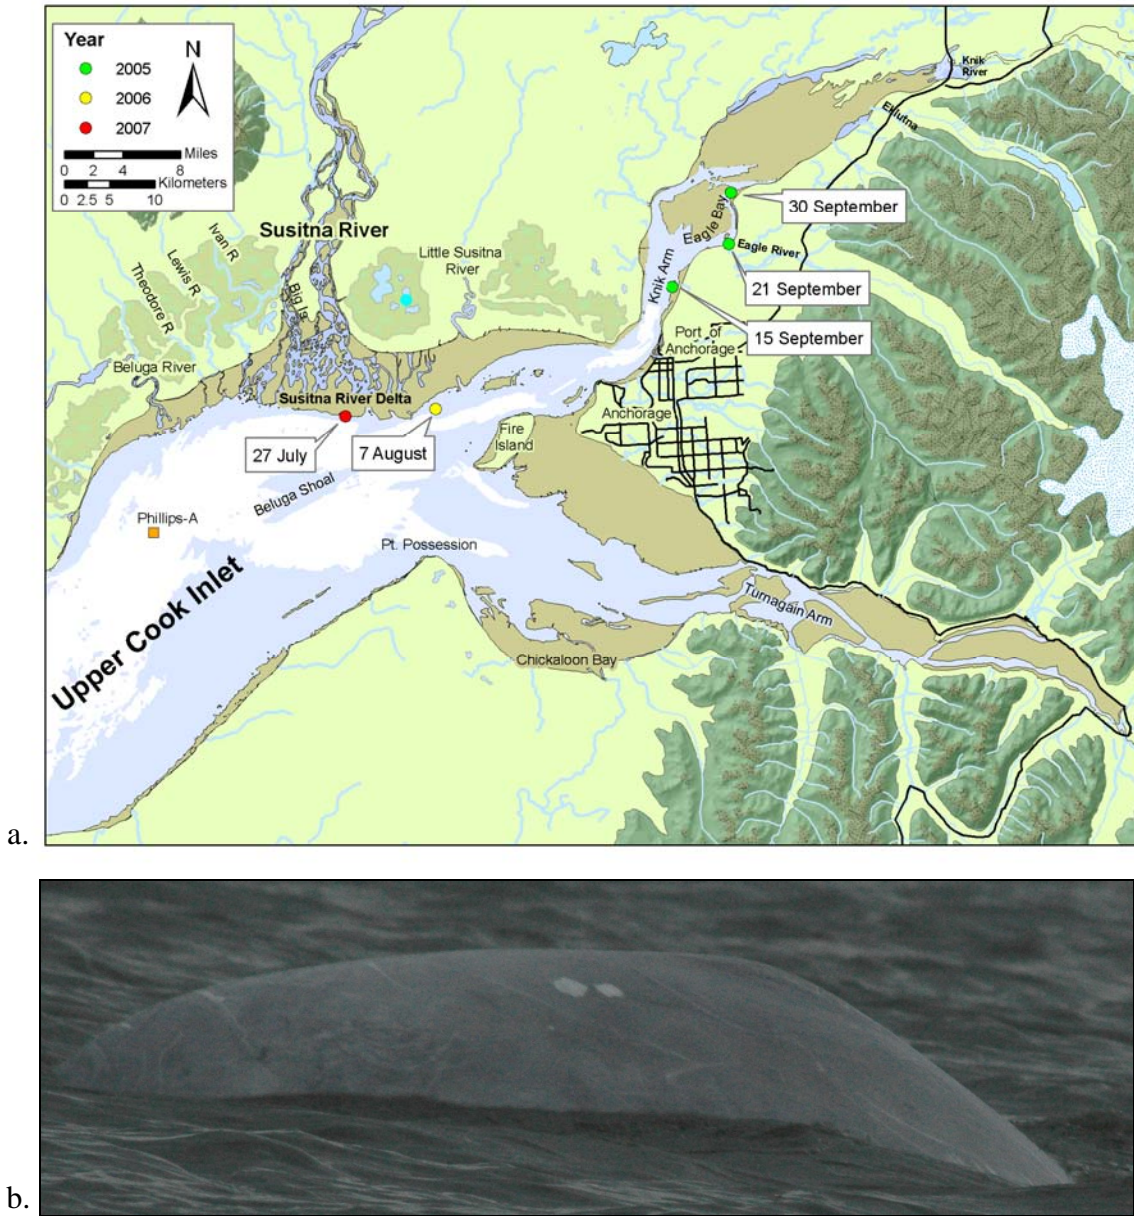 Year
N
2005
2006
2007
Miles
0 2 4 8
Kilometers
0 2.5 5 10
Knik
River
Eklutna
30 September
Eagle Bay
Eagle River
21 September
Knik Arm
15 September
Port of
Anchorage
Susitna River
Little Susitna
River
Ivan R
Lewis R
Theodore R
Big Is
Beluga River
Susitna River Delta
27 July
7 August
Fire
Island
Anchorage
Beluga Shoal
Phillips-A
Pt. Possession
Upper Cook Inlet
Turnagain Arm
Chickaloon Bay
a.
b.